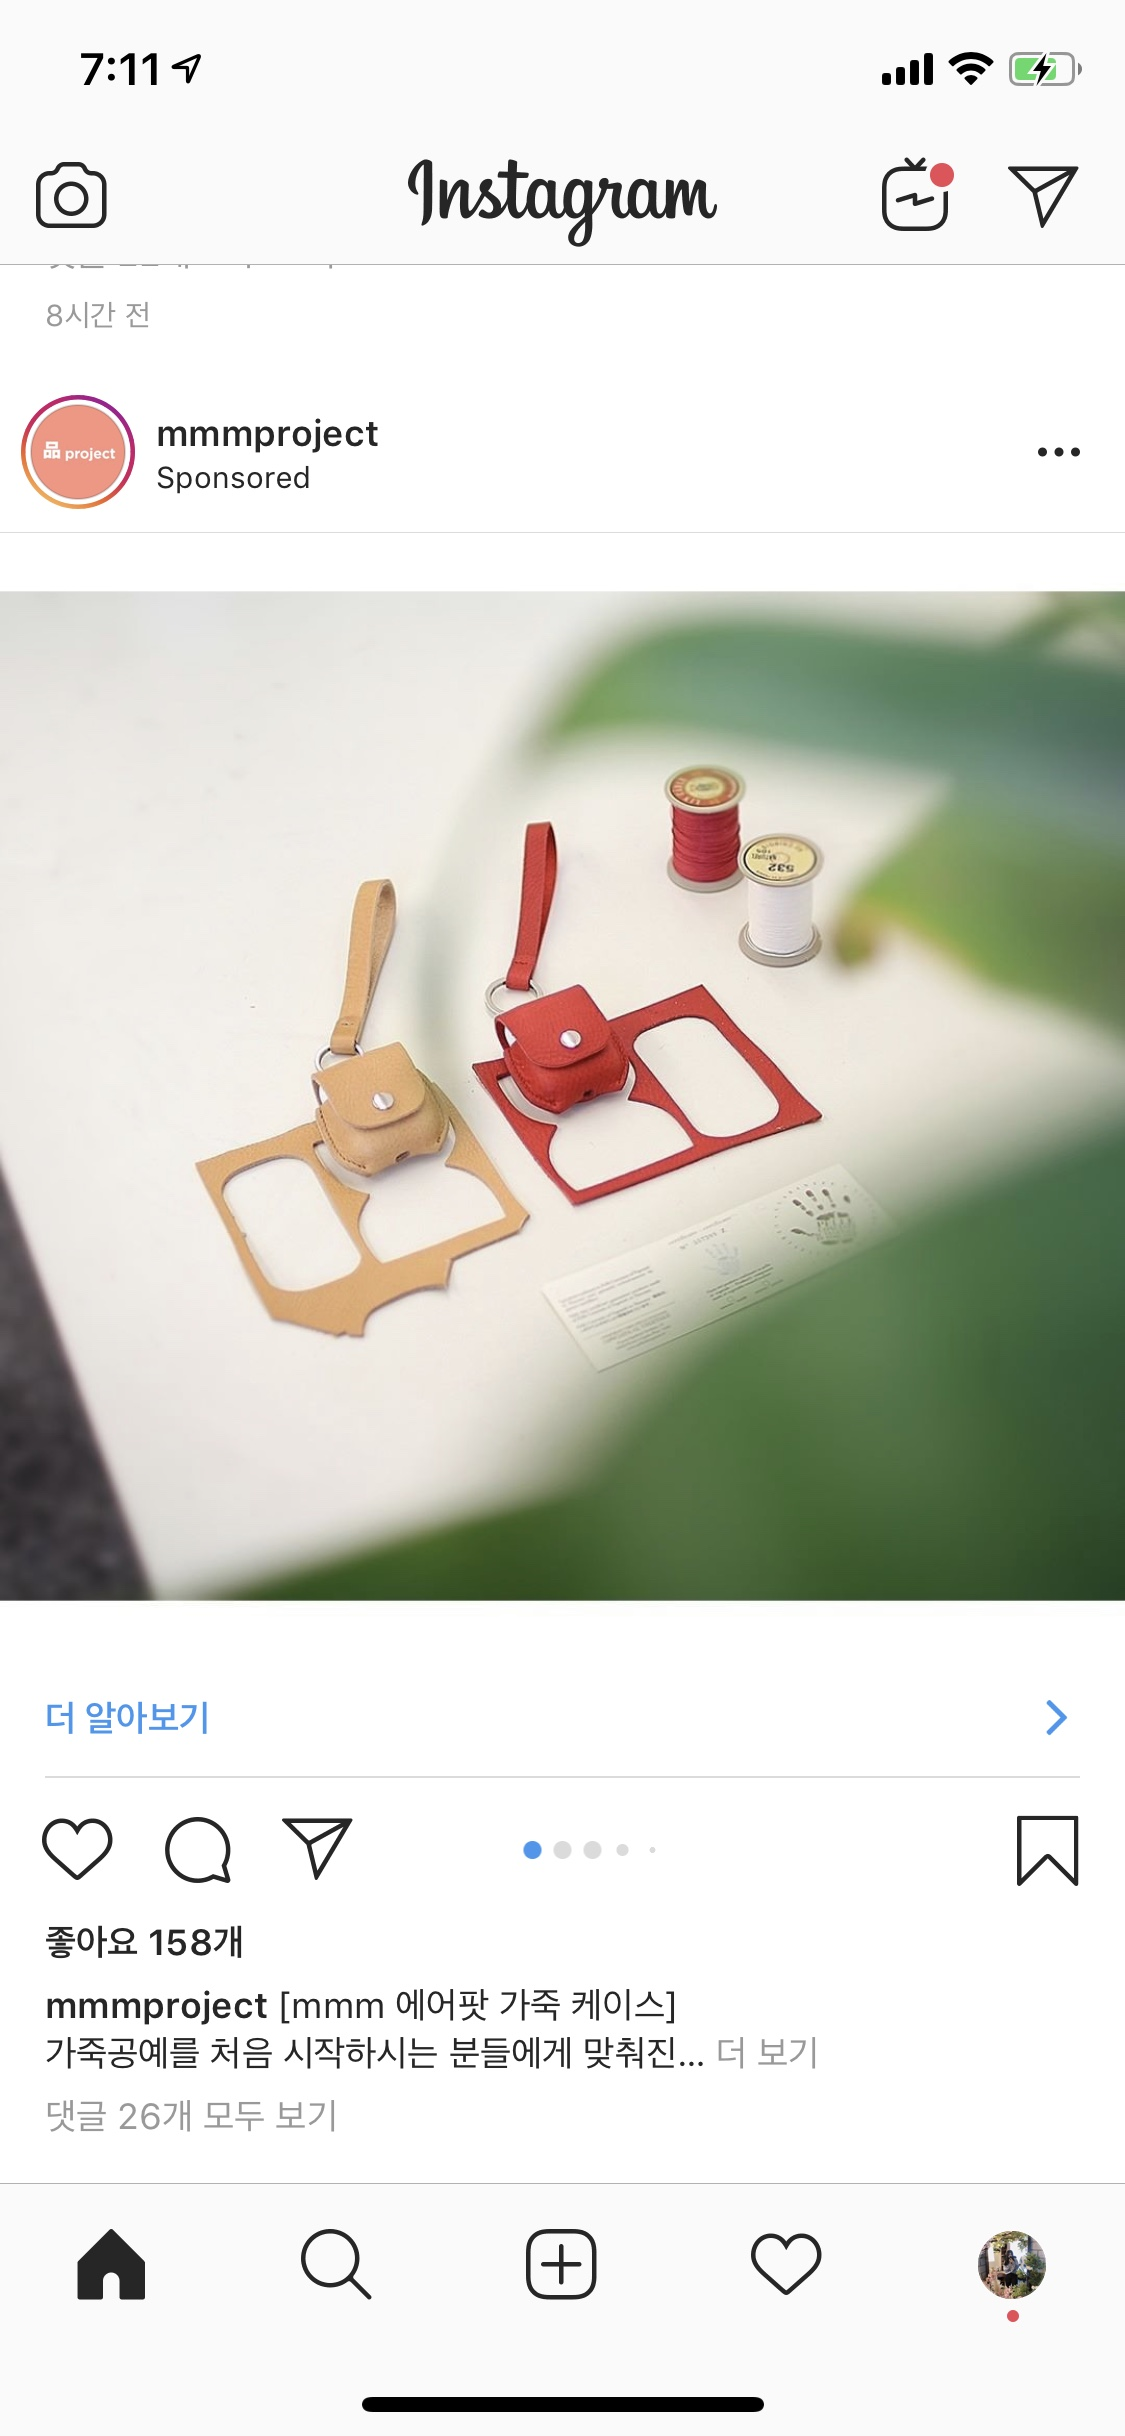 7:11
Instagram
8시간 전
品 project
mmmproject
Sponsored
532
더 알아보기
좋아요 158개
mmmproject [mmm 에어팟 가죽 케이스]
가죽공예를 처음 시작하시는 분들에게 맞춰진... 더 보기
댓글 26개 모두 보기